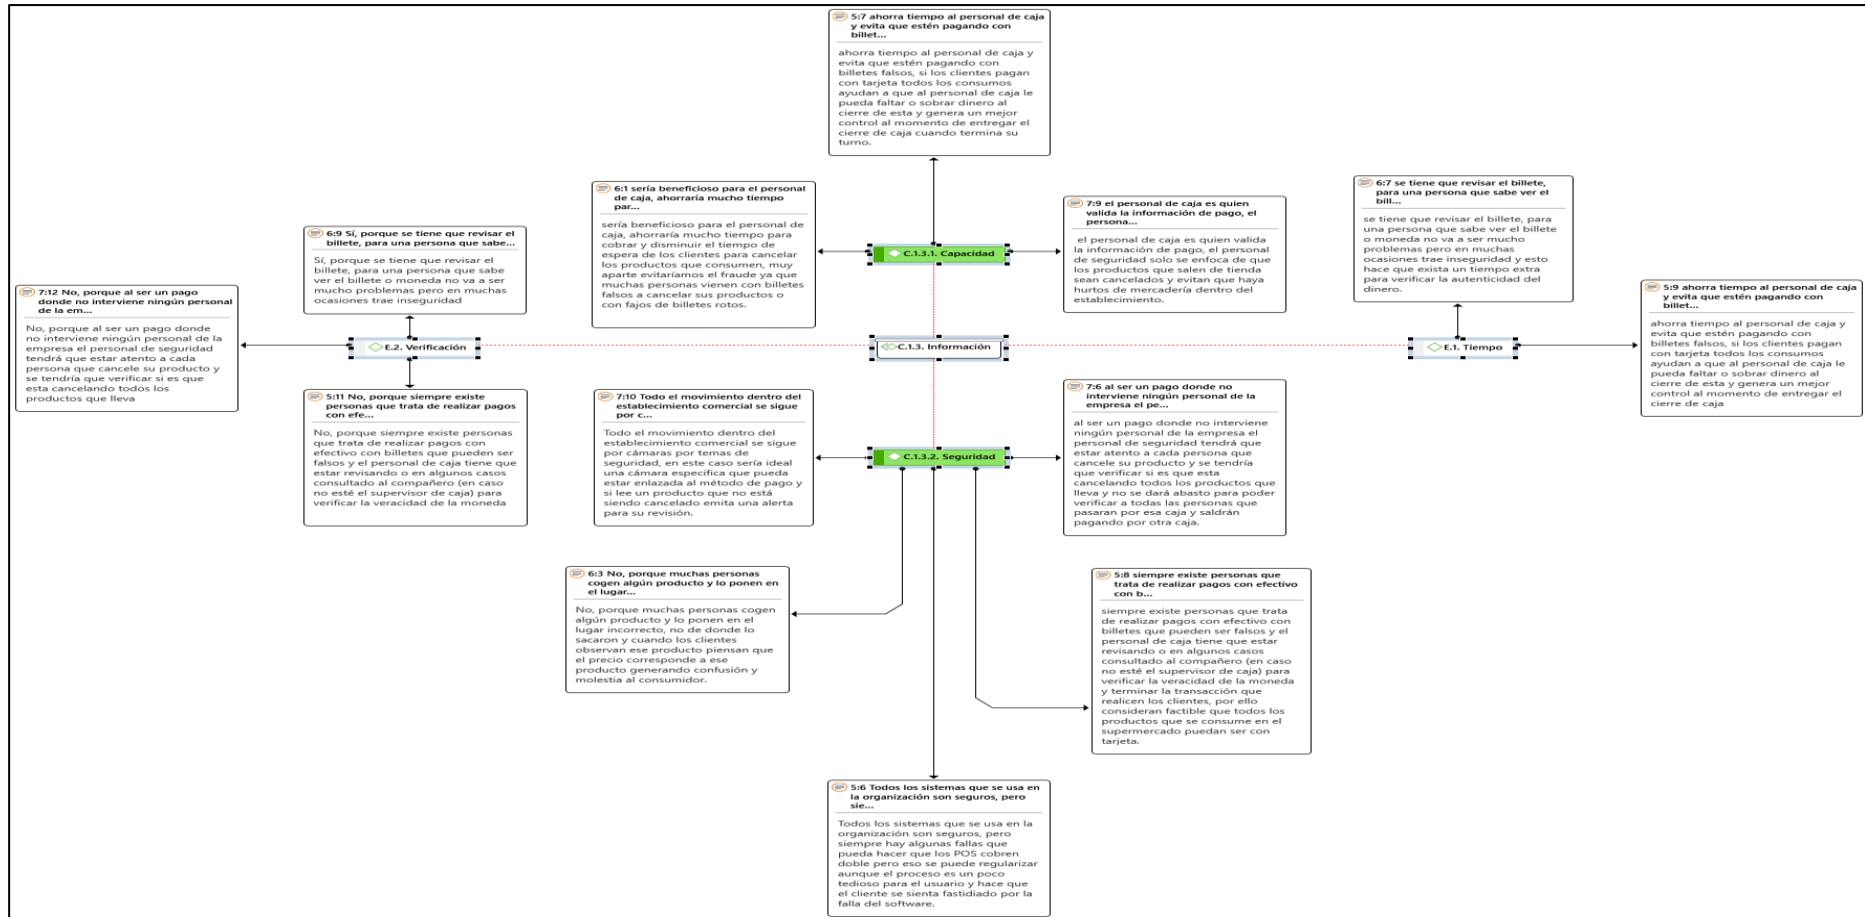 5:7 ahorra tiempo al personal de caja
y evita que estén pagando con
billet...
ahorra tiempo al personal de caja y
evita que estén pagando con
billetes falsos, si los clientes pagan
con tarjeta todos los consumos
ayudan a que al personal de caja le
pueda faltar o sobrar dinero al
cierre de esta y genera un mejor
control al momento de entregar el
cierre de caja cuando termina su
turno.
6:1 sería beneficioso para el personal
de caja, ahorraría mucho tiempo
par...
sería beneficioso para el personal de
caja, ahorraría mucho tiempo para
cobrar y disminuir el tiempo de
espera de los clientes para cancelar
los productos que consumen, muy
aparte evitaríamos el fraude ya que
muchas personas vienen con billetes
falsos a cancelar sus productos o
con fajos de billetes rotos.
7:9 el personal de caja es quien
valida la información de pago, el
persona...
el personal de caja es quien valida
la información de pago, el personal
de seguridad solo se enfoca de que
los productos que salen de tienda
sean cancelados y evitan que haya
hurtos de mercadería dentro del
establecimiento.
6:7 se tiene que revisar el billete,
para una persona que sabe ver el
bill...
se tiene que revisar el billete, para
una persona que sabe ver el billete
o moneda no va a ser mucho
problemas pero en muchas
ocasiones trae inseguridad y esto
hace que exista un tiempo extra
para verificar la autenticidad del
dinero.
6:9 Sí, porque se tiene que revisar el
billete, para una persona que sabe...
Sí, porque se tiene que revisar el
billete, para una persona que sabe
ver el billete o moneda no va a ser
mucho problemas pero en muchas
ocasiones trae inseguridad
C.1.3.1. Capacidad
7:12 No, porque al ser un pago
donde no interviene ningún personal
de la em...
No, porque al ser un pago donde
no interviene ningún personal de la
empresa el personal de seguridad
tendrá que estar atento a cada
persona que cancele su producto y
se tendría que verificar si es que
esta cancelando todos los
productos que lleva
5:9 ahorra tiempo al personal de caja
y evita que estén pagando con
billet...
ahorra tiempo al personal de caja y
evita que estén pagando con
billetes falsos, si los clientes pagan
con tarjeta todos los consumos
ayudan a que al personal de caja le
pueda faltar o sobrar dinero al
cierre de esta y genera un mejor
control al momento de entregar el
cierre de caja
E.2. Verificación
C.1.3. Información
E.1. Tiempo
5:11 No, porque siempre existe
personas que trata de realizar pagos
con efe...
No, porque siempre existe personas
que trata de realizar pagos con
efectivo con billetes que pueden ser
falsos y el personal de caja tiene que
estar revisando o en algunos casos
consultado al compañero (en caso
no esté el supervisor de caja) para
verificar la veracidad de la moneda
7:10 Todo el movimiento dentro del
establecimiento comercial se sigue
por c...
Todo el movimiento dentro del
establecimiento comercial se sigue
por cámaras por temas de
seguridad, en este caso sería ideal
una cámara especifica que pueda
estar enlazada al método de pago y
si lee un producto que no está
siendo cancelado emita una alerta
para su revisión.
C.1.3.2. Seguridad
7:6 al ser un pago donde no
interviene ningún personal de la
empresa el pe...
al ser un pago donde no interviene
ningún personal de la empresa el
personal de seguridad tendrá que
estar atento a cada persona que
cancele su producto y se tendría
que verificar si es que esta
cancelando todos los productos que
lleva y no se dará abasto para poder
verificar a todas las personas que
pasaran por esa caja y saldrán
pagando por otra caja.
6:3 No, porque muchas personas
cogen algún producto y lo ponen en
el lugar...
No, porque muchas personas cogen
algún producto y lo ponen en el
lugar incorrecto, no de donde lo
sacaron y cuando los clientes
observan ese producto piensan que
el precio corresponde a ese
producto generando confusión y
molestia al consumidor.
5:8 siempre existe personas que
trata de realizar pagos con efectivo
con b...
siempre existe personas que trata
de realizar pagos con efectivo con
billetes que pueden ser falsos y el
personal de caja tiene que estar
revisando o en algunos casos
consultado al compañero (en caso
no esté el supervisor de caja) para
verificar la veracidad de la moneda
y terminar la transacción que
realicen los clientes, por ello
consideran factible que todos los
productos que se consume en el
supermercado puedan ser con
tarjeta.
5:6 Todos los sistemas que se usa en
la organización son seguros, pero
sie...
Todos los sistemas que se usa en la
organización son seguros, pero
siempre hay algunas fallas que
pueda hacer que los POS cobren
doble pero eso se puede regularizar
aunque el proceso es un poco
tedioso para el usuario y hace que
el cliente se sienta fastidiado por la
falla del software.